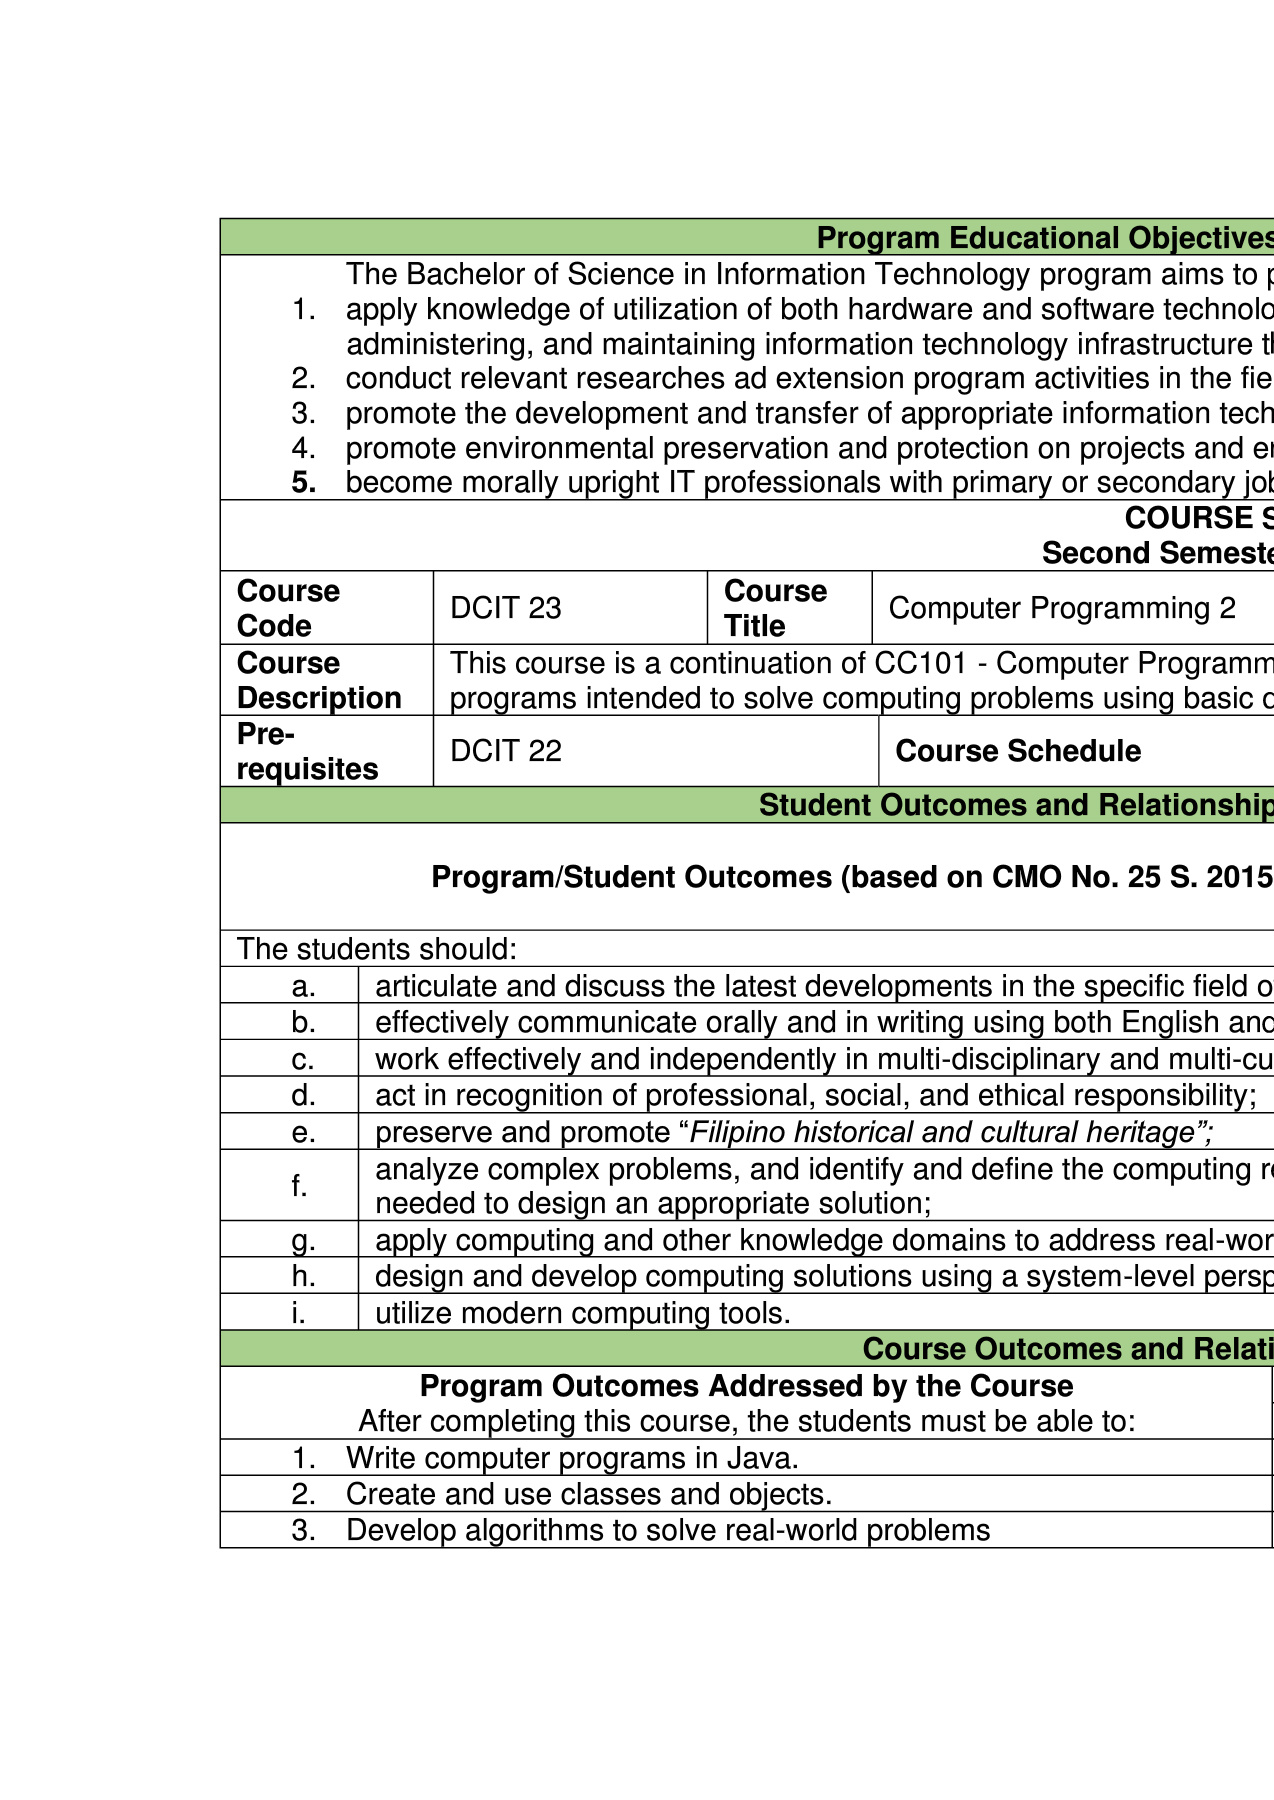 Program Educational Objectives
The Bachelor of Science in Information Technology program aims to
1. apply knowledge of utilization of both hardware and software
administering, and maintaining information technology infrastructure
2. conduct relevant researches ad extension program activities in the
3. promote the development and transfer of appropriate information
4. promote environmental preservation and protection on projects and
5. become morally upright IT professionals with primary or secondary
COURSE
Second
Course Code
DCIT 23
Course Title
Computer Programming 2
Course Description
This course is a continuation of CC101 - Computer
programs intended to solve computing problems using basic
Pre-requisites
DCIT 22
Course Schedule
Student Outcomes and Relationship
Program/Student Outcomes (based on CMO No. 25 S. 2015
The students should:
a. articulate and discuss the latest developments in the specific field
b. effectively communicate orally and in writing using both English and
c. work effectively and independently in multi-disciplinary and
d. act in recognition of professional, social, and ethical responsibility;
e. preserve and promote “Filipino historical and cultural heritage”;
f. analyze complex problems, and identify and define the computing
needed to design an appropriate solution;
g. apply computing and other knowledge domains to address
h. design and develop computing solutions using a system-level
i. utilize modern computing tools.
Course Outcomes and
Program Outcomes Addressed by the Course
After completing this course, the students must be able to:
1. Write computer programs in Java.
2. Create and use classes and objects.
3. Develop algorithms to solve real-world problems